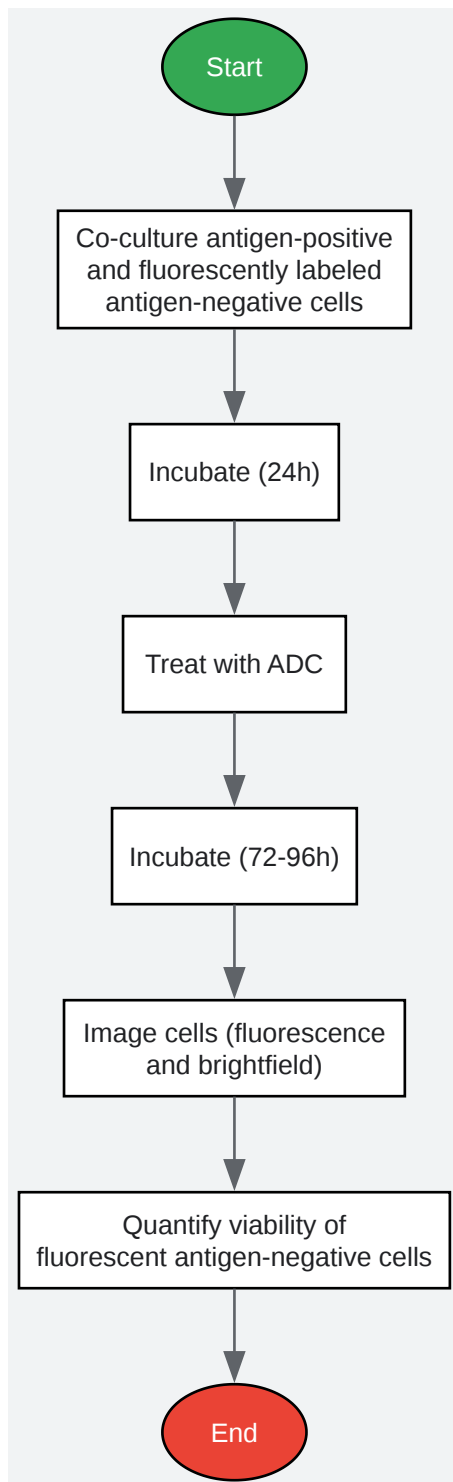 Start
Co-culture antigen-positive
and fluorescently labeled
antigen-negative cells
Incubate (24h)
Treat with ADC
Incubate (72-96h)
Image cells (fluorescence
and brightfield)
Quantify viability of
fluorescent antigen-negative cells
End